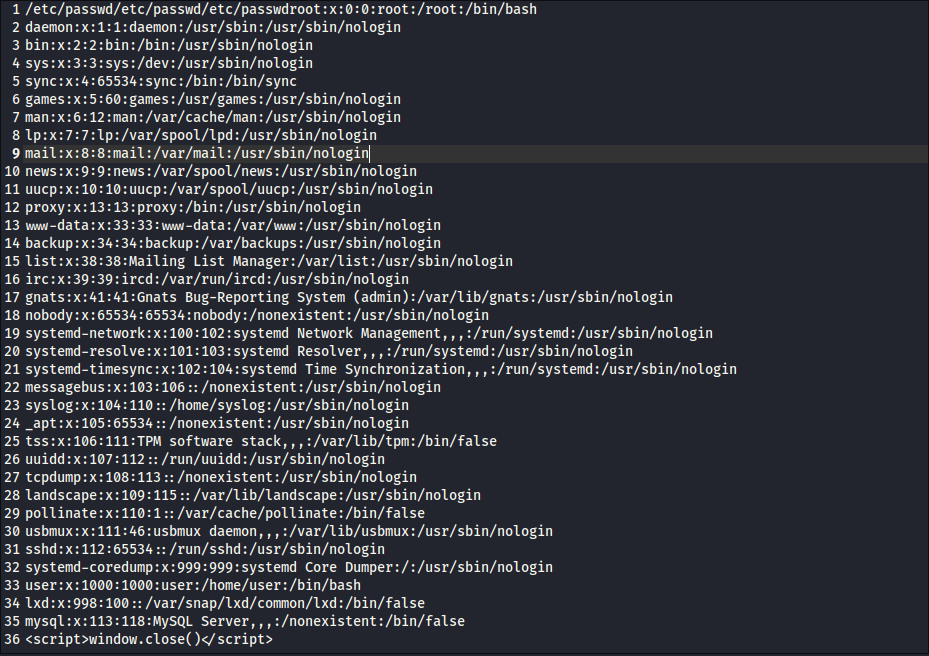 1 /etc/passwd/etc/passwd/etc/passwdroot:x:0:0:root:/root:/bin/bash
2 daemon:x:1:1:daemon:/usr/sbin:/usr/sbin/nologin
3 bin:x:2:2:bin:/bin:/usr/sbin/nologin
4 sys:x:3:3:sys:/dev:/usr/sbin/nologin
5 sync:x:4:65534:sync:/bin:/bin/sync
6 games:x:5:60:games:/usr/games:/usr/sbin/nologin
7 man:x:6:12:man:/var/cache/man:/usr/sbin/nologin
8 lp:x:7:7:lp:/var/spool/lpd:/usr/sbin/nologin
9 mail:x:8:8:mail:/var/mail:/usr/sbin/nologin
10 news:x:9:9:news:/var/spool/news:/usr/sbin/nologin
11 uucp:x:10:10:uucp:/var/spool/uucp:/usr/sbin/nologin
12 proxy:x:13:13:proxy:/bin:/usr/sbin/nologin
13 www-data:x:33:33:www-data:/var/www:/usr/sbin/nologin
14 backup:x:34:34:backup:/var/backups:/usr/sbin/nologin
15 list:x:38:38:Mailing List Manager:/var/list:/usr/sbin/nologin
16 irc:x:39:39:ircd:/var/run/ircd:/usr/sbin/nologin
17 gnats:x:41:41:Gnats Bug-Reporting System (admin):/var/lib/gnats:/usr/sbin/nologin
18 nobody:x:65534:65534:nobody:/nonexistent:/usr/sbin/nologin
19 systemd-network:x:100:102:systemd Network Management,,,:/run/systemd:/usr/sbin/nologin
20 systemd-resolve:x:101:103:systemd Resolver,,,:/run/systemd:/usr/sbin/nologin
21 systemd-timesync:x:102:104:systemd Time Synchronization,,,:/run/systemd:/usr/sbin/nologin
22 messagebus:x:103:106::/nonexistent:/usr/sbin/nologin
23 syslog:x:104:110::/home/syslog:/usr/sbin/nologin
24 _apt:x:105:65534::/nonexistent:/usr/sbin/nologin
25 tss:x:106:111:TPM software stack,,,:/var/lib/tpm:/bin/false
26 uuidd:x:107:112::/run/uuidd:/usr/sbin/nologin
27 tcpdump:x:108:113::/nonexistent:/usr/sbin/nologin
28 landscape:x:109:115::/var/lib/landscape:/usr/sbin/nologin
29 pollinate:x:110:1::/var/cache/pollinate:/bin/false
30 usbmux:x:111:46:usbmux daemon,,,:/var/lib/usbmux:/usr/sbin/nologin
31 sshd:x:112:65534::/run/sshd:/usr/sbin/nologin
32 systemd-coredump:x:999:999:systemd Core Dumper:/:/usr/sbin/nologin
33 user:x:1000:1000:user:/home/user:/bin/bash
34 lxd:x:998:100::/var/snap/lxd/common/lxd:/bin/false
35 mysql:x:113:118:MySQL Server,,,:/nonexistent:/bin/false
36 <script>window.close()</script>